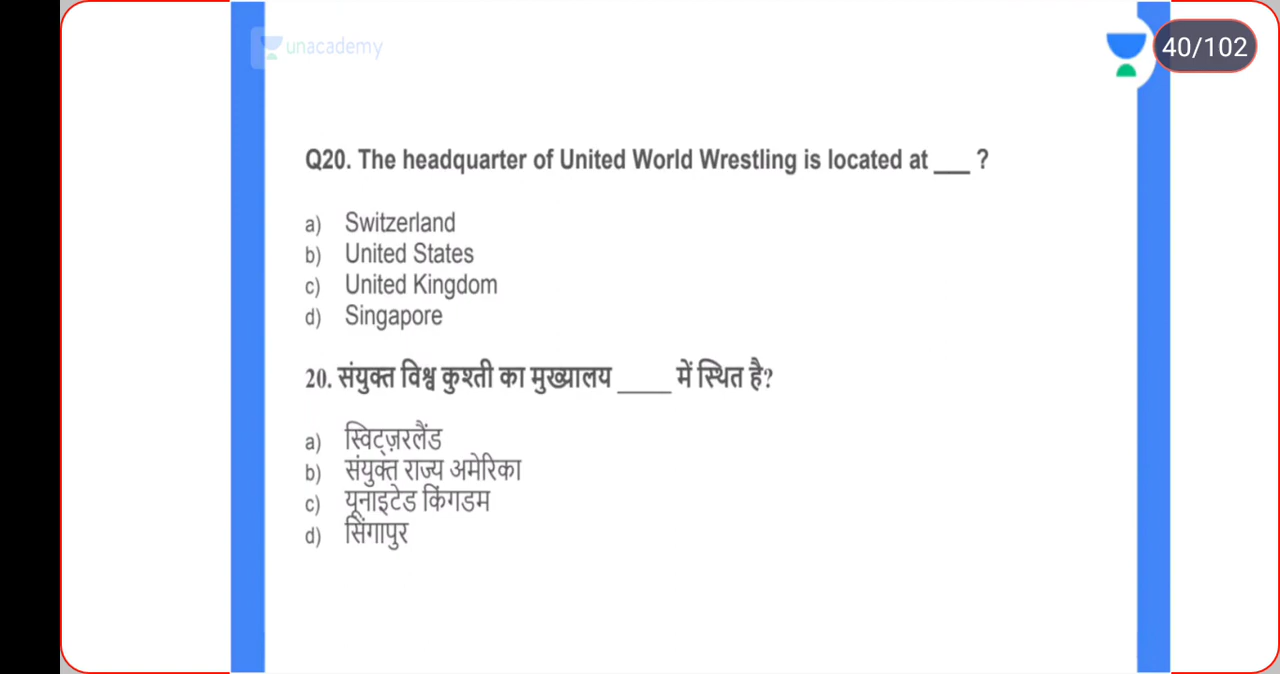 unacademy
40/102
Q20. The headquarter of United World Wrestling is located at ___ ?
a) Switzerland
b) United States
c) United Kingdom
d) Singapore
20. संयुक्त विश्व कुश्ती का मुख्यालय ____ में स्थित है?
a) स्विट्ज़रलैंड
b) संयुक्त राज्य अमेरिका
c) यूनाइटेड किंगडम
d) सिंगापुर